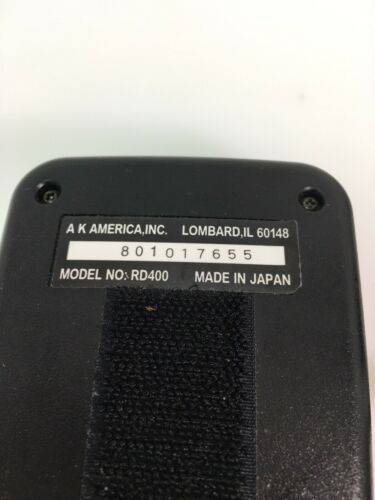 A K AMERICA,INC. LOMBARD,IL 60148
801017655
MODEL NO: RD400 MADE IN JAPAN